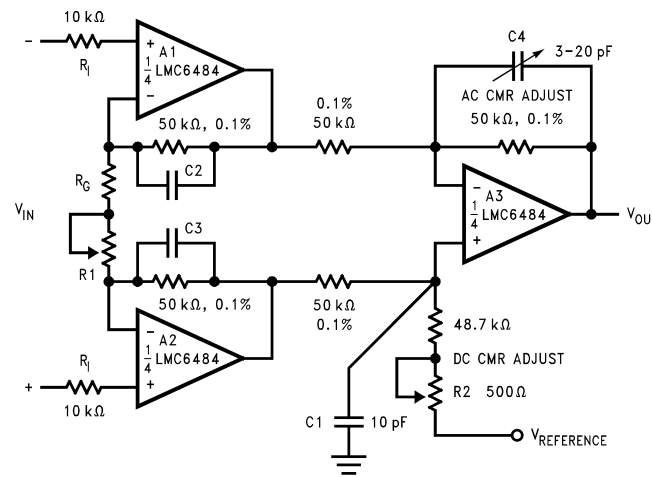 10 kΩ
−
R_I
+
A1
1/4 LMC6484
−
50 kΩ, 0.1%
C2
0.1%
50 kΩ
C4
3–20 pF
AC CMR ADJUST
50 kΩ, 0.1%
R_G
V_IN
R1
−
A3
1/4 LMC6484
+
V_OU
C3
50 kΩ, 0.1%
50 kΩ
0.1%
−
A2
1/4 LMC6484
+
R_I
+
10 kΩ
48.7 kΩ
DC CMR ADJUST
R2 500Ω
C1
10 pF
V_REFERENCE